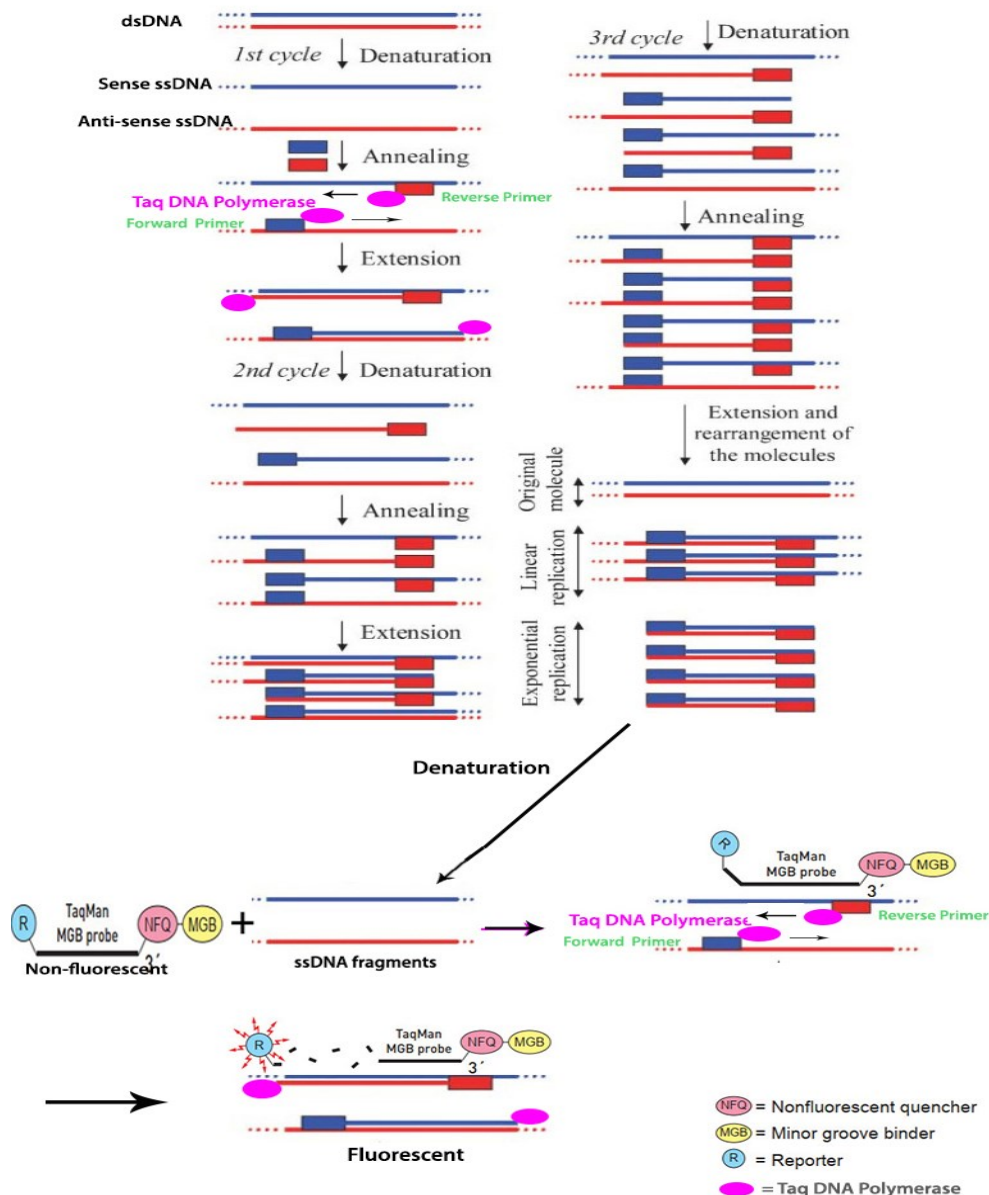 dsDNA
1st cycle
Denaturation
Sense ssDNA
Anti-sense ssDNA
Annealing
Taq DNA Polymerase
Reverse Primer
Forward Primer
Extension
2nd cycle
Denaturation
Annealing
Extension
3rd cycle
Denaturation
Annealing
Extension and
rearrangement of
the molecules
Original
molecule
Linear
replication
Exponential
replication
Denaturation
R
TaqMan
MGB probe
NFQ
MGB
3´
Non-fluorescent
+
ssDNA fragments
R
TaqMan
MGB probe
NFQ
MGB
3´
Taq DNA Polymerase
Reverse Primer
Forward Primer
R
TaqMan
MGB probe
NFQ
MGB
3´
Fluorescent
NFQ = Nonfluorescent quencher
MGB = Minor groove binder
R = Reporter
= Taq DNA Polymerase